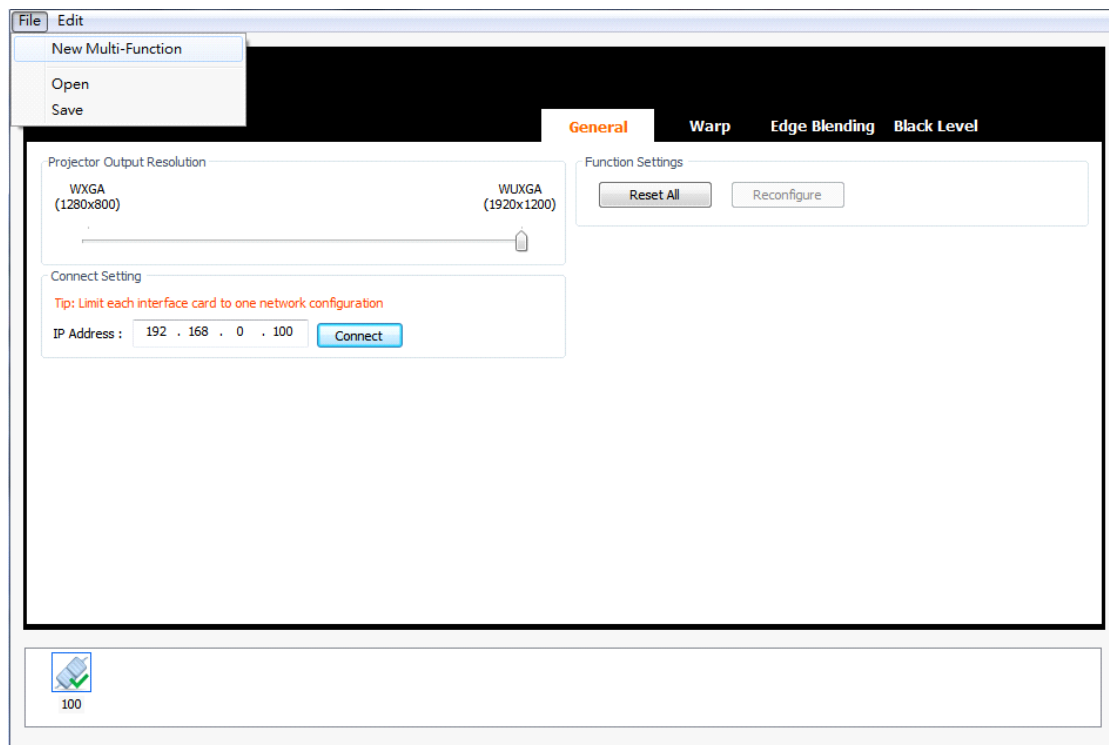 File Edit
New Multi-Function
Open
Save
General Warp Edge Blending Black Level
Projector Output Resolution
WXGA
(1280x800)
WUXGA
(1920x1200)
Function Settings
Reset All Reconfigure
Connect Setting
Tip: Limit each interface card to one network configuration
IP Address : 192 . 168 . 0 . 100 Connect
100